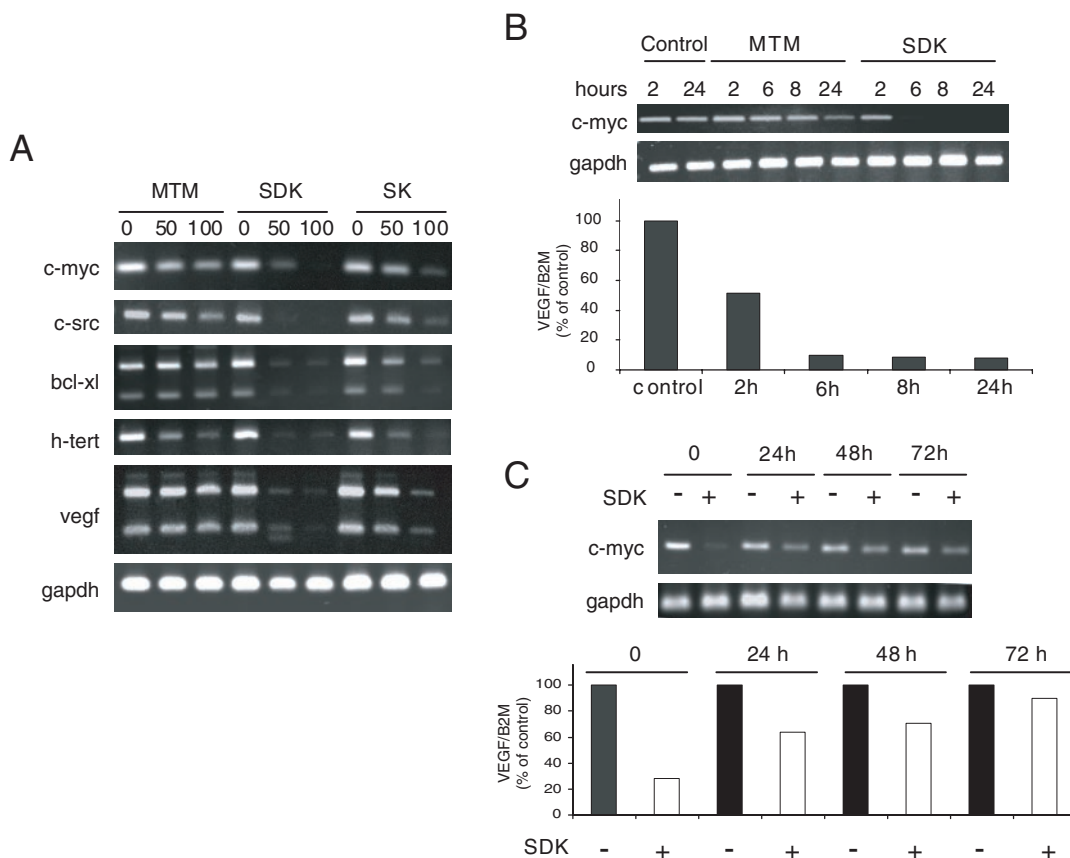 A
MTM SDK SK
0 50 100 0 50 100 0 50 100
c-myc
c-src
bcl-xl
h-tert
vegf
gapdh
B
Control MTM SDK
hours 2 24 2 6 8 24 2 6 8 24
c-myc
gapdh
VEGF/B2M
(% of control)
100
80
60
40
20
0
control 2h 6h 8h 24h
C
0 24h 48h 72h
SDK - + - + - + - +
c-myc
gapdh
0 24 h 48 h 72 h
VEGF/B2M
(% of control)
100
80
60
40
20
0
SDK - + - + - + - +